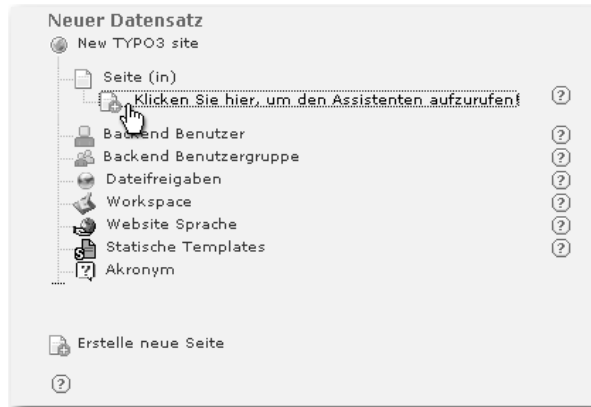 Neuer Datensatz
New TYPO3 site
Seite (in)
Klicken Sie hier, um den Assistenten aufzurufen!
Backend Benutzer
Backend Benutzergruppe
Dateifreigaben
Workspace
Website Sprache
Statische Templates
Akronym
Erstelle neue Seite